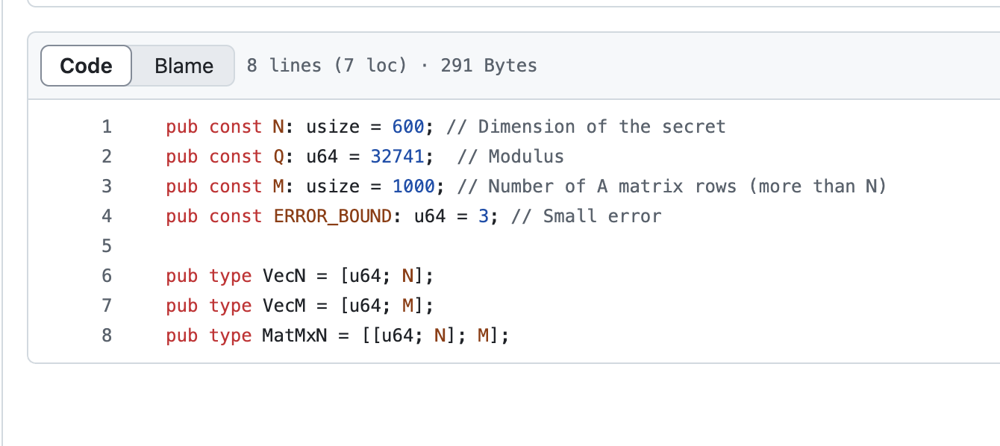 Code Blame 8 lines (7 loc) · 291 Bytes
1 pub const N: usize = 600; // Dimension of the secret
2 pub const Q: u64 = 32741;  // Modulus
3 pub const M: usize = 1000; // Number of A matrix rows (more than N)
4 pub const ERROR_BOUND: u64 = 3; // Small error
5
6 pub type VecN = [u64; N];
7 pub type VecM = [u64; M];
8 pub type MatMxN = [[u64; N]; M];